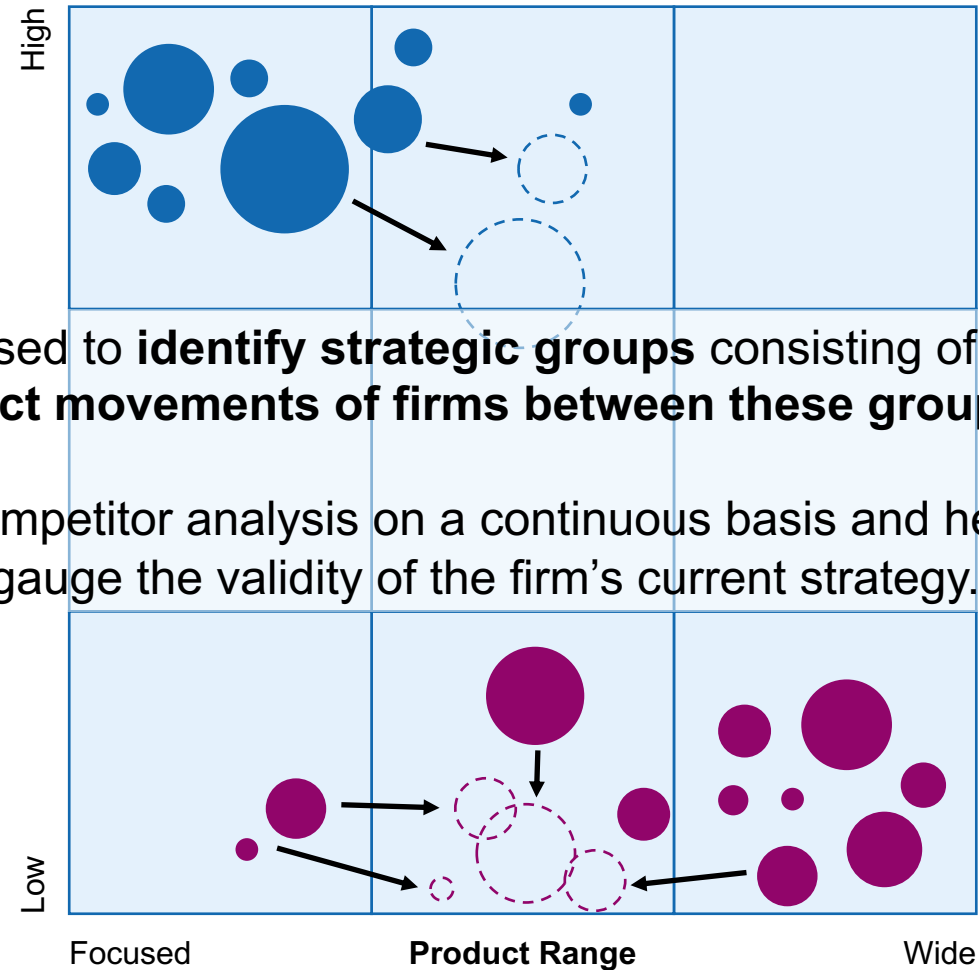 High
sed to identify strategic groups consisting of
ct movements of firms between these grou
mpetitor analysis on a continuous basis and he
gauge the validity of the firm’s current strategy.
Low
Focused Product Range Wide